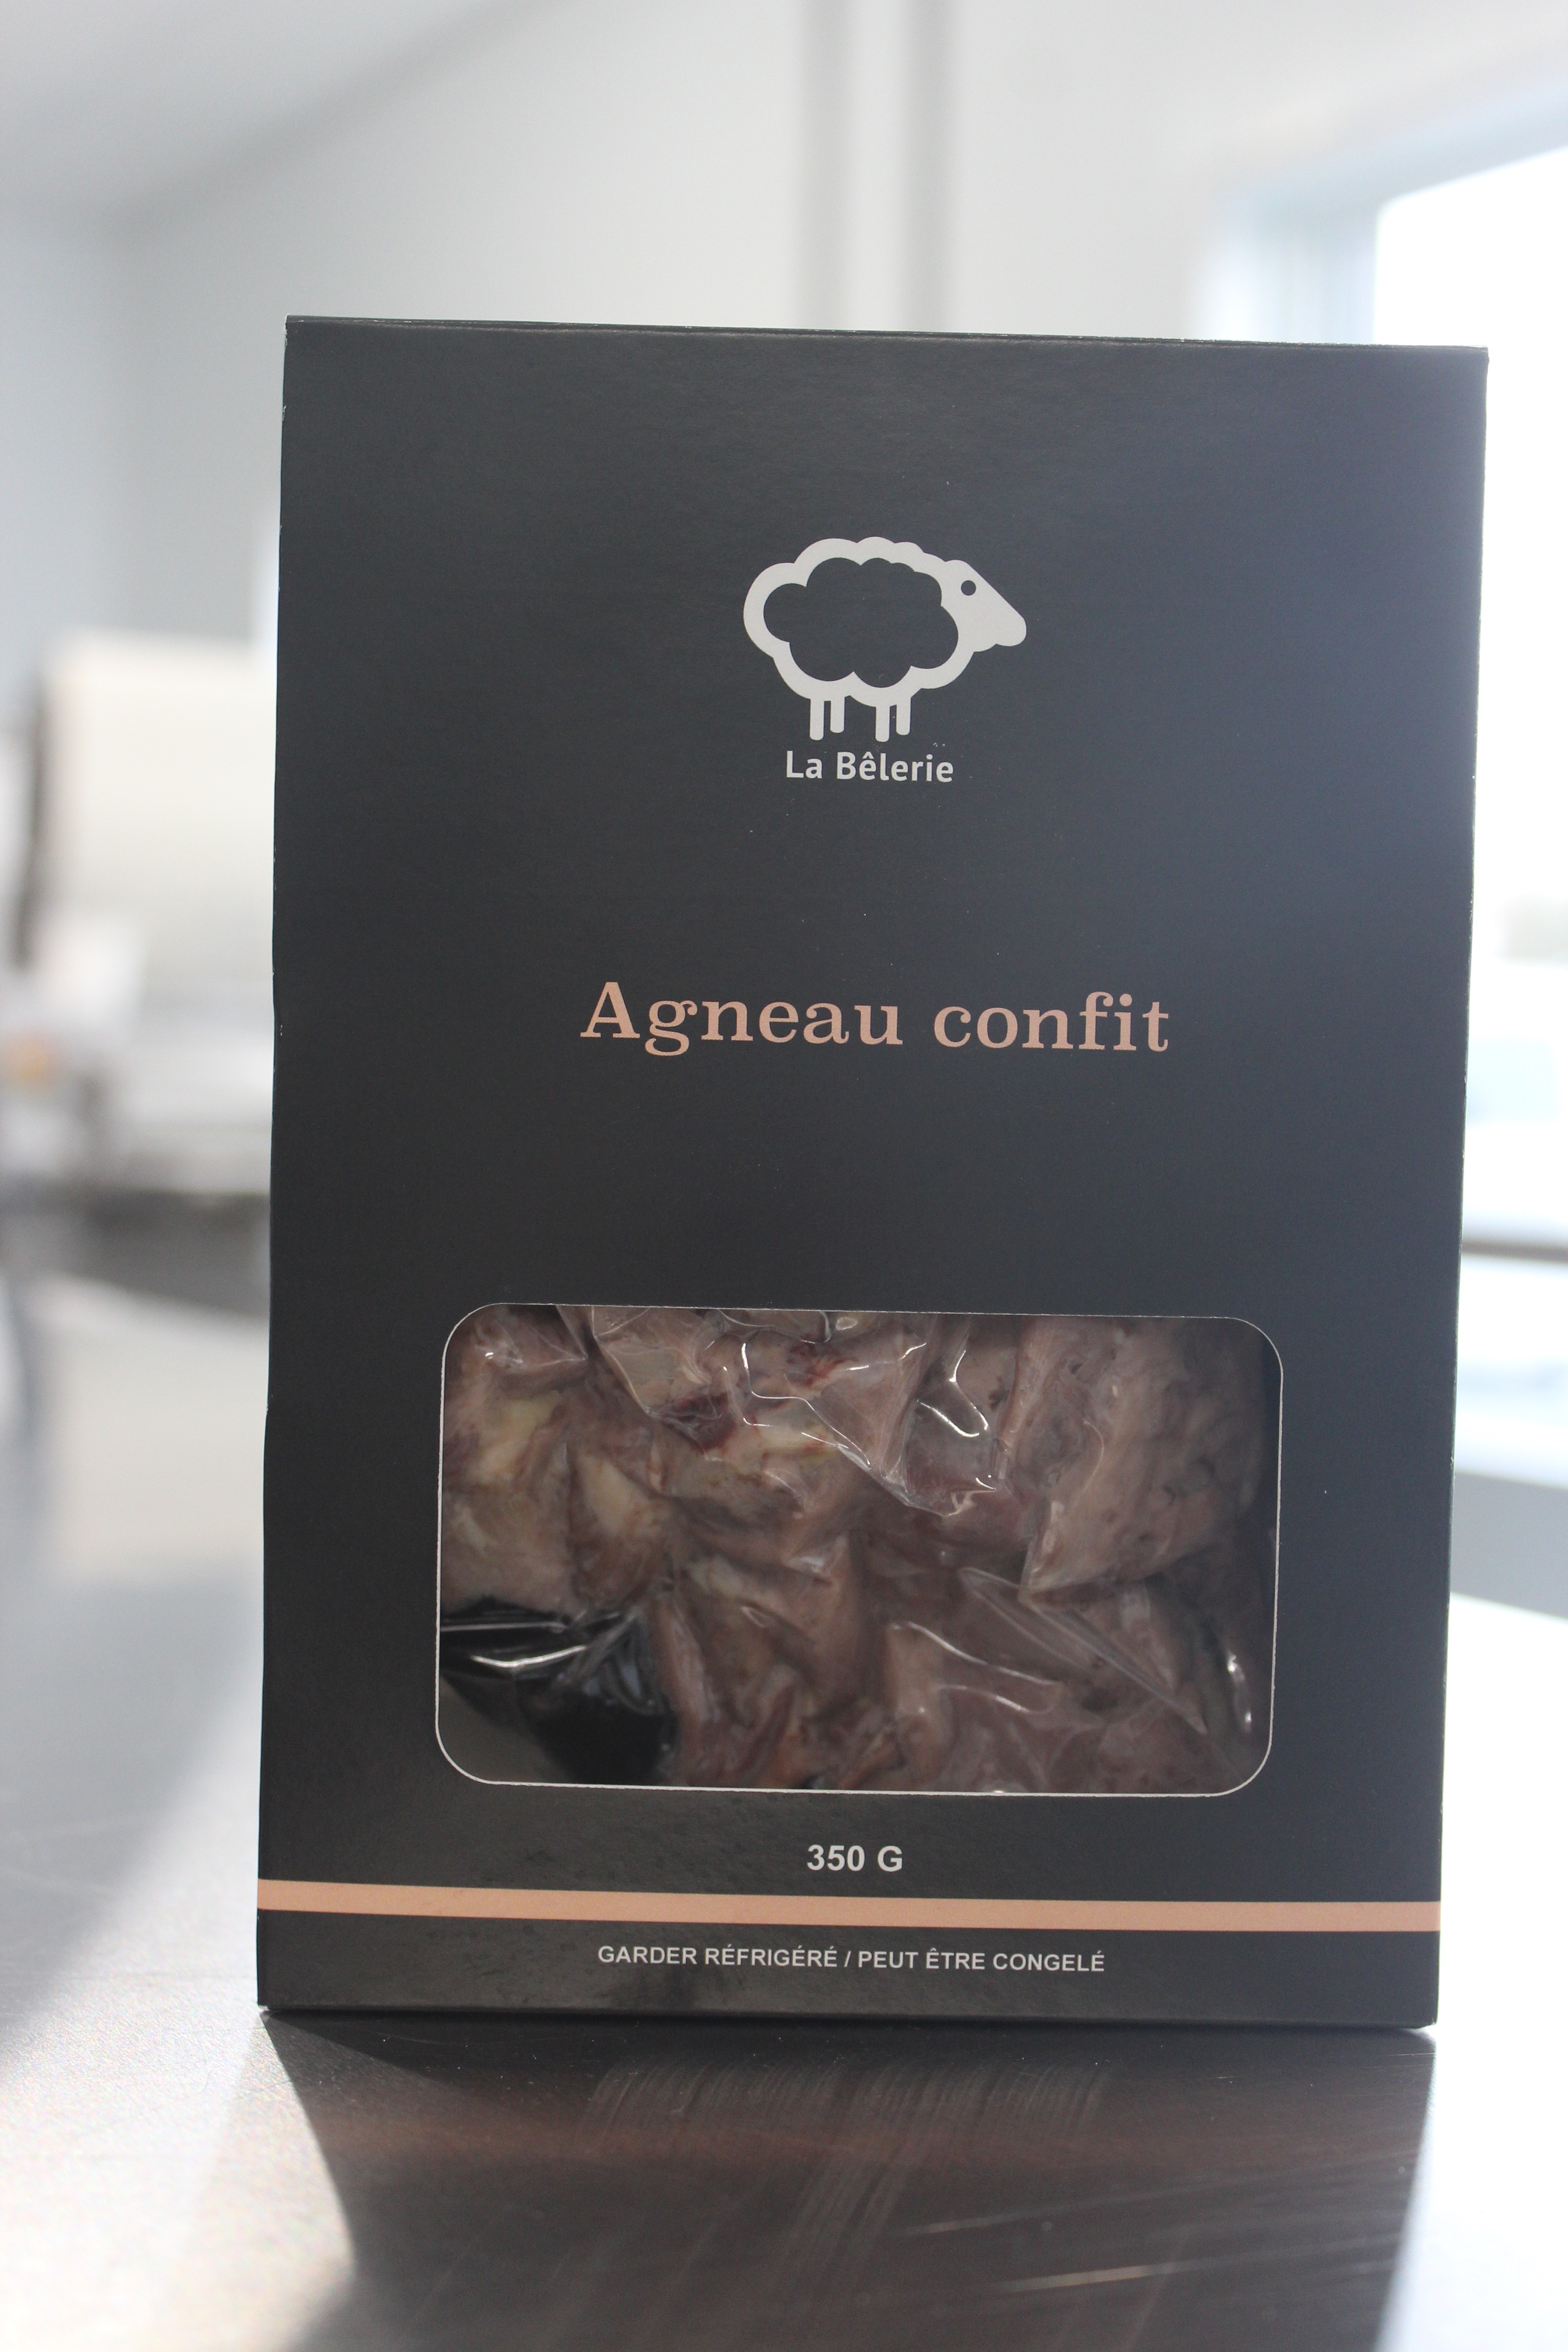 La Bêlerie
Agneau confit
350 G
GARDER RÉFRIGÉRÉ / PEUT ÊTRE CONGELÉ